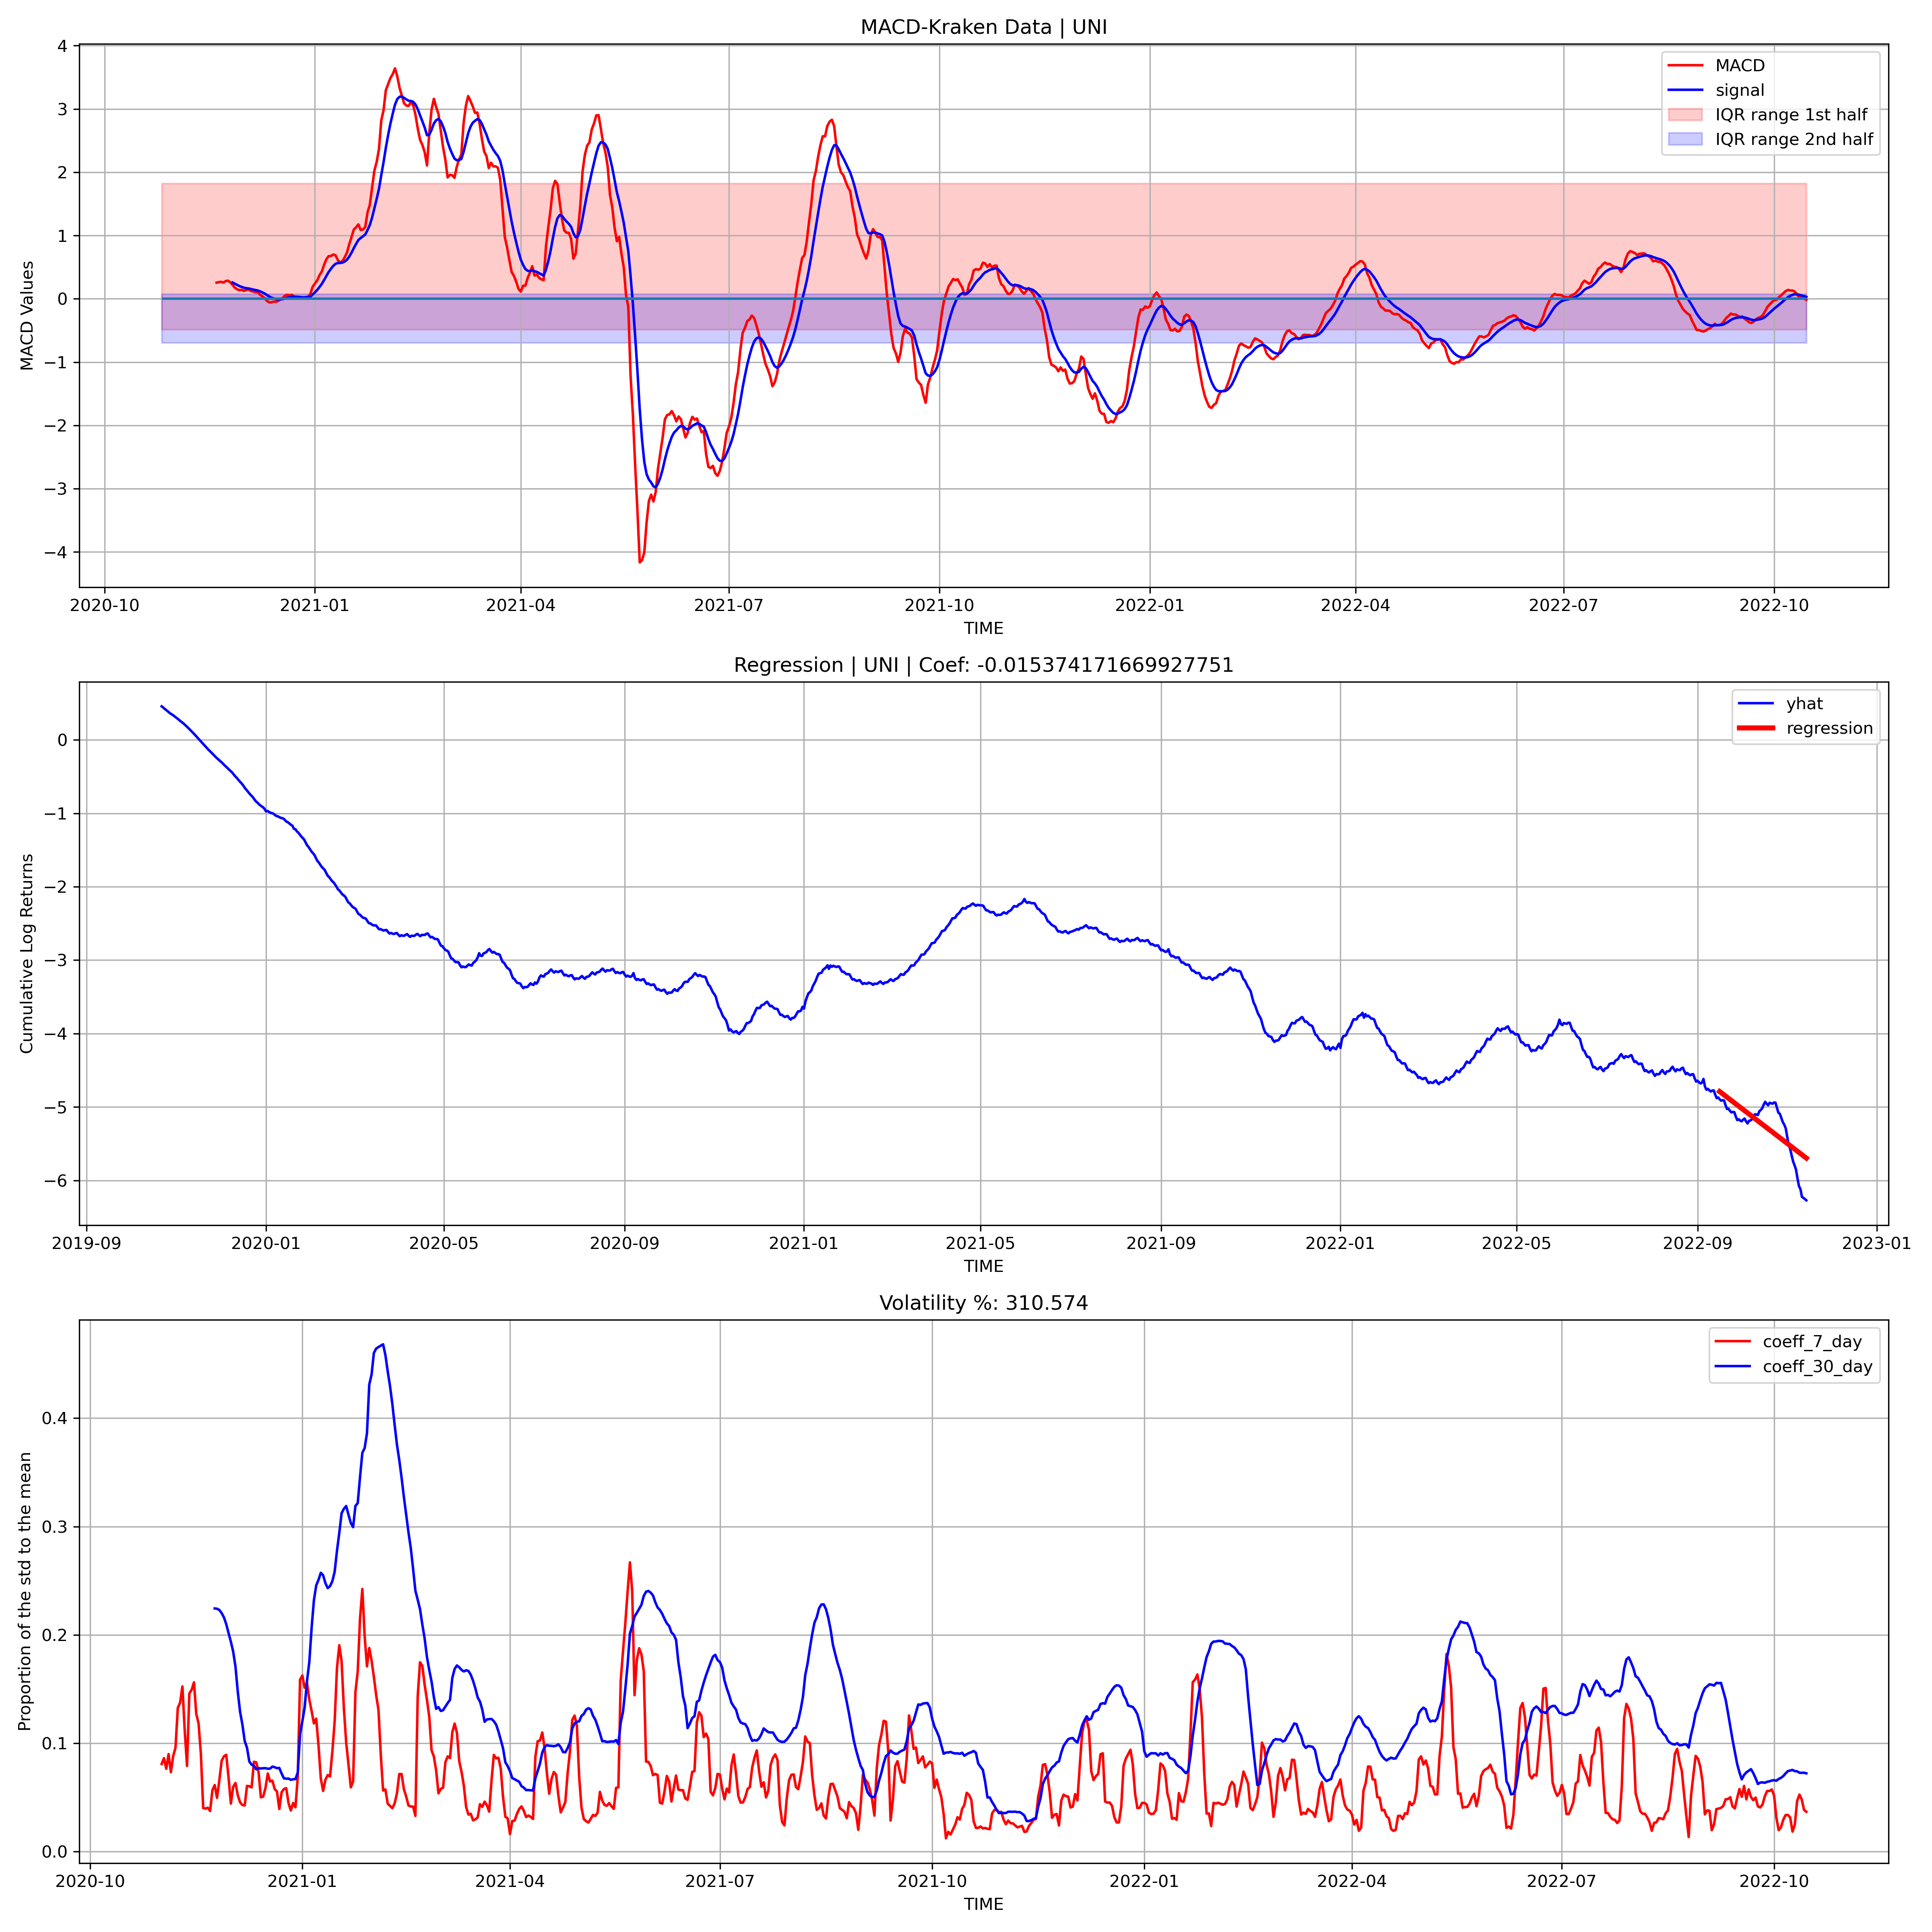 MACD-Kraken Data | UNI
MACD
signal
IQR range 1st half
IQR range 2nd half
4
3
2
1
0
−1
−2
−3
−4
MACD Values
2020-10 2021-01 2021-04 2021-07 2021-10 2022-01 2022-04 2022-07 2022-10
TIME
Regression | UNI | Coef: -0.015374171669927751
yhat
regression
0
−1
−2
−3
−4
−5
−6
Cumulative Log Returns
2019-09 2020-01 2020-05 2020-09 2021-01 2021-05 2021-09 2022-01 2022-05 2022-09 2023-01
TIME
Volatility %: 310.574
coeff_7_day
coeff_30_day
0.4
0.3
0.2
0.1
0.0
Proportion of the std to the mean
2020-10 2021-01 2021-04 2021-07 2021-10 2022-01 2022-04 2022-07 2022-10
TIME